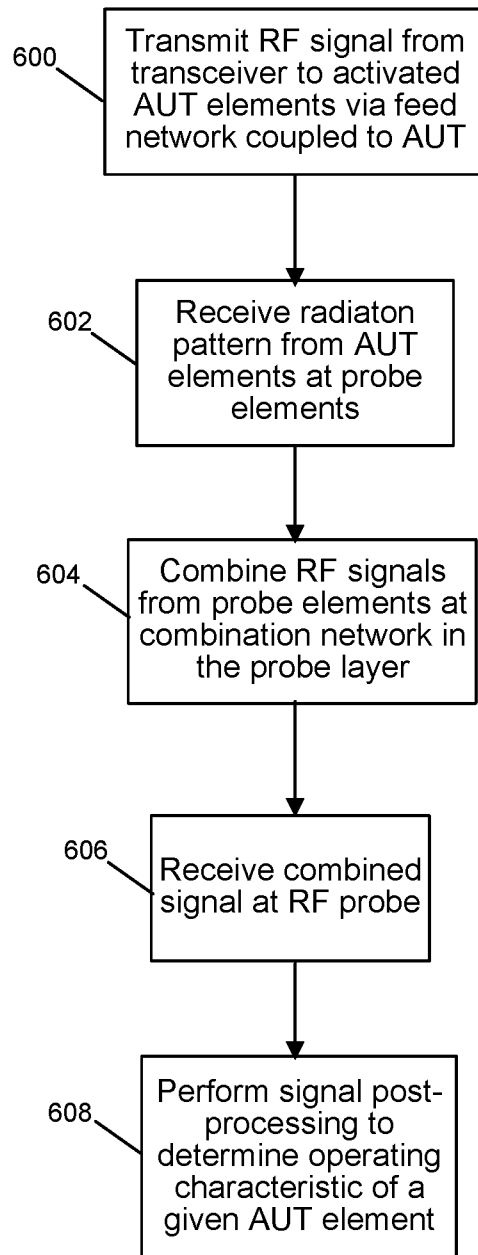 600
Transmit RF signal from
transceiver to activated
AUT elements via feed
network coupled to AUT
602
Receive radiaton
pattern from AUT
elements at probe
elements
604
Combine RF signals
from probe elements at
combination network in
the probe layer
606
Receive combined
signal at RF probe
608
Perform signal post-
processing to
determine operating
characteristic of a
given AUT element